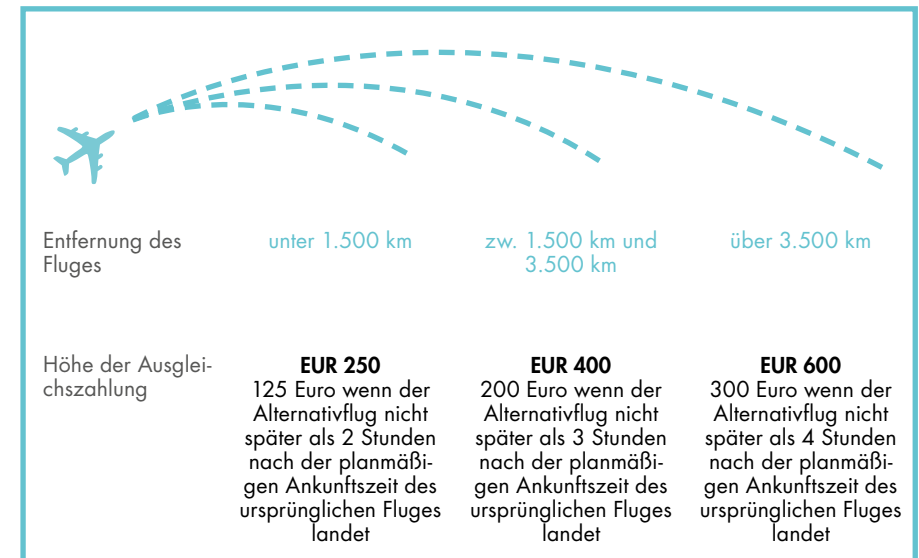 Entfernung des
Fluges
unter 1.500 km
zw. 1.500 km und
3.500 km
über 3.500 km
Höhe der Ausglei-
chszahlung
EUR 250
125 Euro wenn der
Alternativflug nicht
später als 2 Stunden
nach der planmäßi-
gen Ankunftszeit des
ursprünglichen Fluges
landet
EUR 400
200 Euro wenn der
Alternativflug nicht
später als 3 Stunden
nach der planmäßi-
gen Ankunftszeit des
ursprünglichen Fluges
landet
EUR 600
300 Euro wenn der
Alternativflug nicht
später als 4 Stunden
nach der planmäßi-
gen Ankunftszeit des
ursprünglichen Fluges
landet